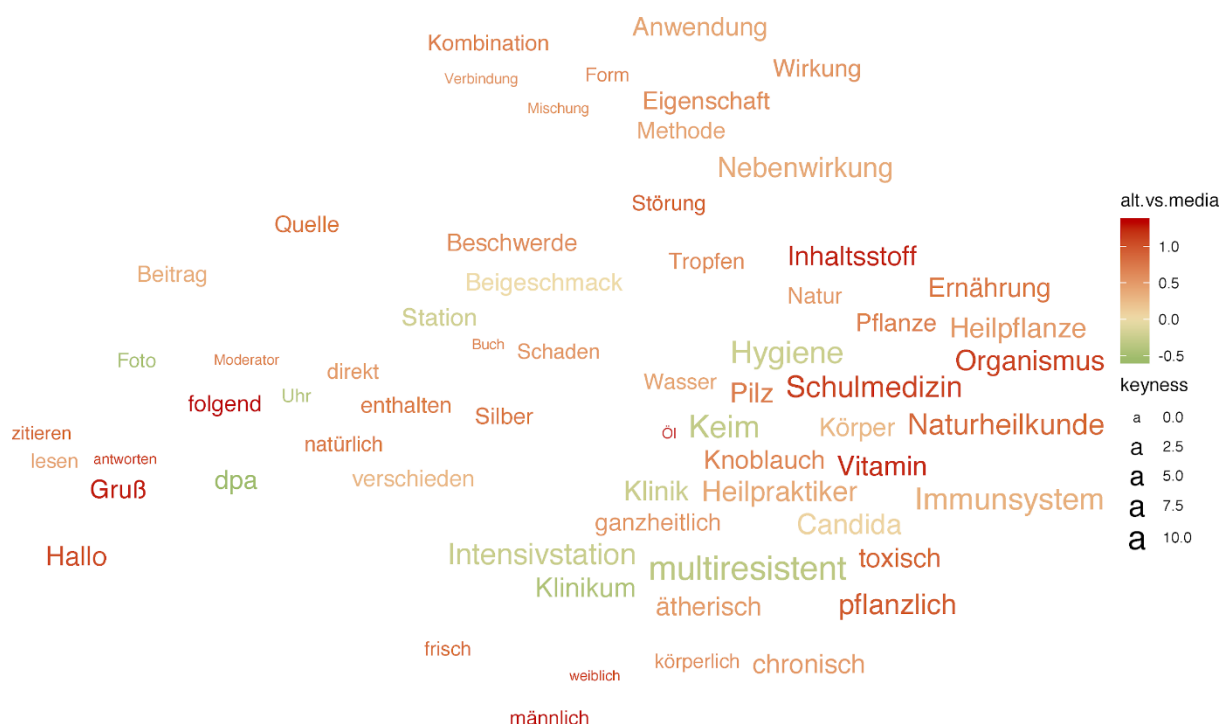 Anwendung
Kombination
Wirkung
Verbindung
Form
Mischung
Eigenschaft
Methode
Nebenwirkung
Störung
alt.vs.media
Quelle
Beschwerde
1.0
Tropfen
Inhaltsstoff
Beitrag
Beigeschmack
Natur
Ernährung
0.5
Station
Pflanze
Heilpflanze
0.0
Foto
Moderator
Buch
Schaden
Hygiene
Organismus
-0.5
direkt
Wasser
Pilz
Schulmedizin
keyness
folgend
Uhr
enthalten
Silber
a 0.0
zitieren
natürlich
Öl
Keim
Körper
Naturheilkunde
a 2.5
lesen
antworten
Knoblauch
Vitamin
a 5.0
Gruß
dpa
verschieden
Klinik
Heilpraktiker
Immunsystem
a 7.5
ganzheitlich
Candida
a 10.0
Hallo
Intensivstation
multiresistent
toxisch
Klinikum
ätherisch
pflanzlich
frisch
körperlich
chronisch
weiblich
männlich